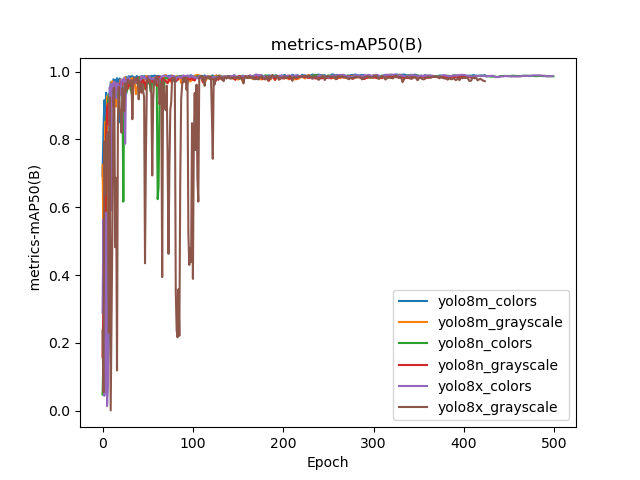 metrics-mAP50(B)
metrics-mAP50(B)
1.0
0.8
0.6
0.4
0.2
0.0
yolo8m_colors
yolo8m_grayscale
yolo8n_colors
yolo8n_grayscale
yolo8x_colors
yolo8x_grayscale
0 100 200 300 400 500
Epoch